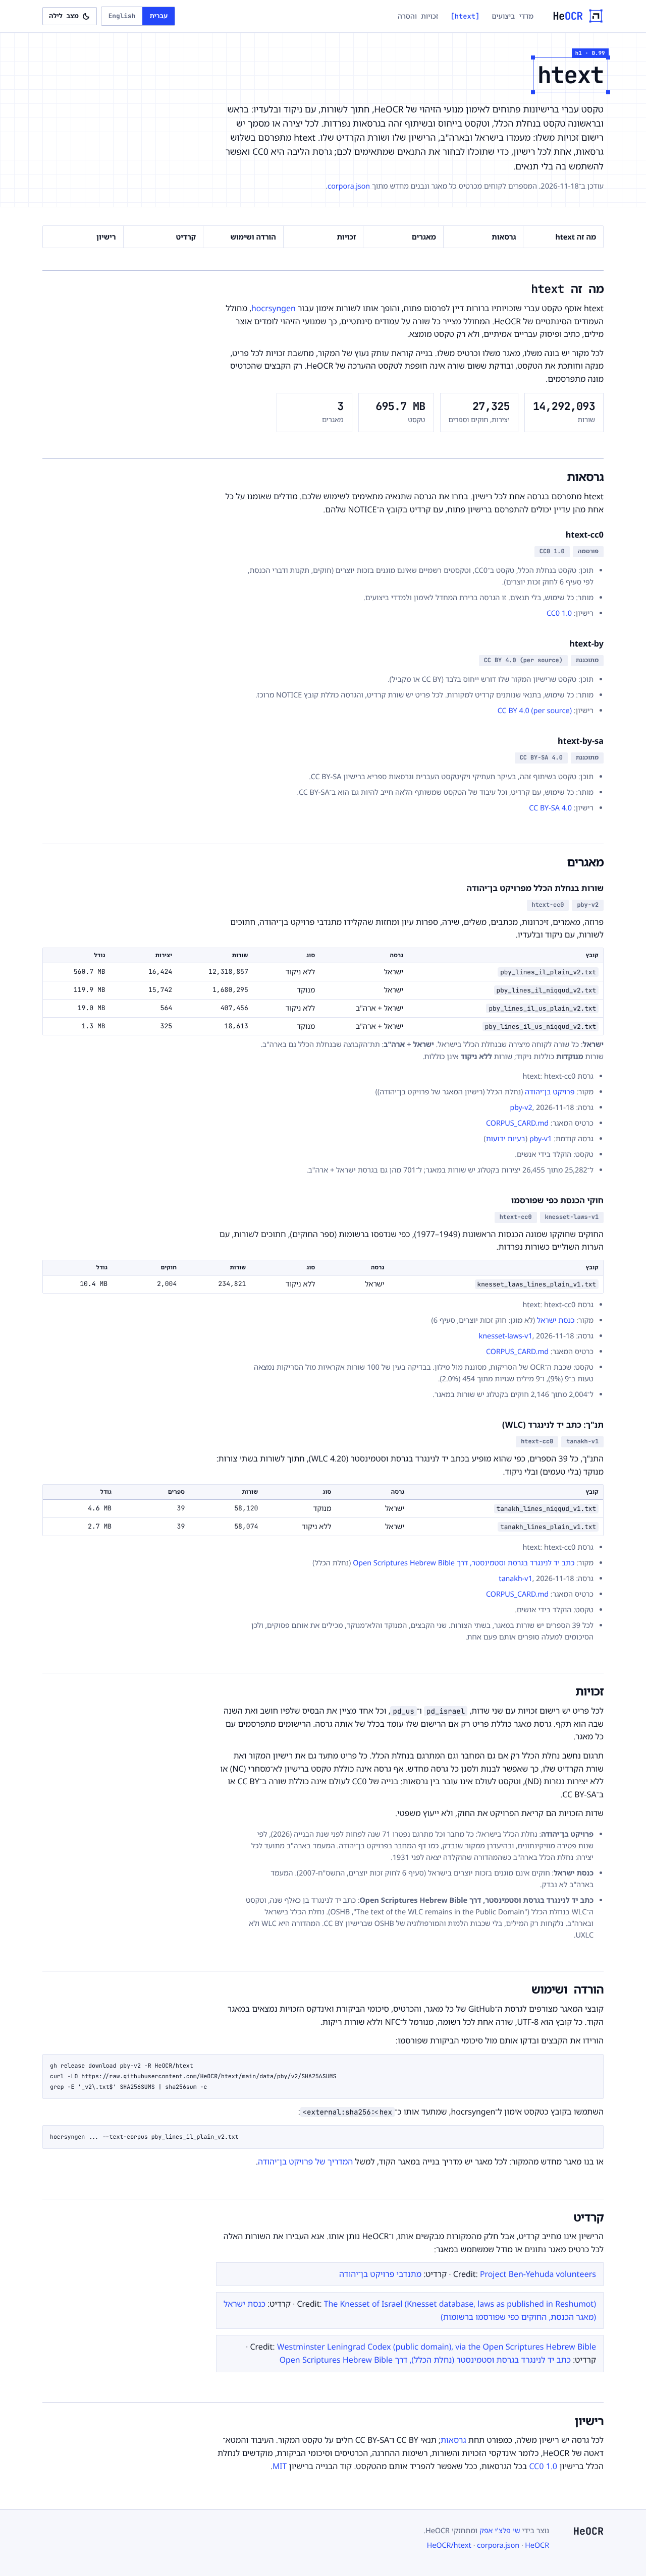 HeOCR
מדדי ביצועים
[htext]
זכויות והסרה
עברית
English
מצב לילה
h1 · 0.99
htext
טקסט עברי ברישיונות פתוחים לאימון מנועי הזיהוי של HeOCR, חתוך לשורות, עם ניקוד ובלעדיו: בראש
ובראשונה טקסט בנחלת הכלל, וטקסט בייחוס ובשיתוף זהה בגרסאות נפרדות. לכל יצירה או מסמך יש
רישום זכויות משלו: מעמדו בישראל ובארה"ב, הרישיון שלו ושורת הקרדיט שלו. htext מתפרסם בשלוש
גרסאות, אחת לכל רישיון, כדי שתוכלו לבחור את התנאים שמתאימים לכם; גרסת הליבה היא CC0 ואפשר
להשתמש בה בלי תנאים.
עודכן ב־2026-11-18. המספרים לקוחים מכרטיס כל מאגר ונבנים מחדש מתוך corpora.json.
מה זה htext
גרסאות
מאגרים
זכויות
הורדה ושימוש
קרדיט
רישיון
מה זה htext
htext אוסף טקסט עברי שזכויותיו ברורות דיין לפרסום פתוח, והופך אותו לשורות אימון עבור hocrsyngen, מחולל
העמודים הסינתטיים של HeOCR. המחולל מצייר כל שורה על עמודים סינתטיים, כך שמנועי הזיהוי לומדים אוצר
מילים, כתיב ופיסוק עבריים אמיתיים, ולא רק טקסט מומצא.
לכל מקור יש בונה משלו, מאגר משלו וכרטיס משלו. בנייה קוראת עותק נעוץ של המקור, מחשבת זכויות לכל פריט,
מנקה וחותכת את הטקסט, ובודקת ששום שורה אינה חופפת לטקסט ההערכה של HeOCR. רק הקבצים שהכרטיס
מונה מתפרסמים.
14,292,093
שורות
27,325
יצירות, חוקים וספרים
695.7 MB
טקסט
3
מאגרים
גרסאות
htext מתפרסם בגרסה אחת לכל רישיון. בחרו את הגרסה שתנאיה מתאימים לשימוש שלכם. מודלים שאומנו על כל
אחת מהן עדיין יכולים להתפרסם ברישיון פתוח, עם קרדיט בקובץ ה־NOTICE שלהם.
htext-cc0
פורסמה
CC0 1.0
תוכן: טקסט בנחלת הכלל, טקסט ב־CC0, וטקסטים רשמיים שאינם מוגנים בזכות יוצרים (חוקים, תקנות ודברי הכנסת,
לפי סעיף 6 לחוק זכות יוצרים).
מותר: כל שימוש, בלי תנאים. זו הגרסה ברירת המחדל לאימון ולמדדי ביצועים.
רישיון: CC0 1.0
htext-by
מתוכננת
CC BY 4.0 (per source)
תוכן: טקסט שרישיון המקור שלו דורש ייחוס בלבד (CC BY או מקביל).
מותר: כל שימוש, בתנאי שנותנים קרדיט למקורות. לכל פריט יש שורת קרדיט, והגרסה כוללת קובץ NOTICE מרוכז.
רישיון: CC BY 4.0 (per source)
htext-by-sa
מתוכננת
CC BY-SA 4.0
תוכן: טקסט בשיתוף זהה, בעיקר תעתיקי ויקיטקסט העברית וגרסאות ספריא ברישיון CC BY-SA.
מותר: כל שימוש, עם קרדיט, וכל עיבוד של הטקסט שמשותף הלאה חייב להיות גם הוא ב־CC BY-SA.
רישיון: CC BY-SA 4.0
מאגרים
שורות בנחלת הכלל מפרויקט בן־יהודה
pby-v2
htext-cc0
פרוזה, מאמרים, זיכרונות, מכתבים, משלים, שירה, ספרות עיון ומחזות שהקלידו מתנדבי פרויקט בן־יהודה, חתוכים
לשורות, עם ניקוד ובלעדיו.
קובץ גרסה סוג שורות יצירות גודל
pby_lines_il_plain_v2.txt ישראל ללא ניקוד 12,318,857 16,424 560.7 MB
pby_lines_il_niqqud_v2.txt ישראל מנוקד 1,680,295 15,742 119.9 MB
pby_lines_il_us_plain_v2.txt ישראל + ארה"ב ללא ניקוד 407,456 564 19.0 MB
pby_lines_il_us_niqqud_v2.txt ישראל + ארה"ב מנוקד 18,613 325 1.3 MB
ישראל: כל שורה לקוחה מיצירה שבנחלת הכלל בישראל. ישראל + ארה"ב: תת־הקבוצה שבנחלת הכלל גם בארה"ב.
שורות מנוקדות כוללות ניקוד; שורות ללא ניקוד אינן כוללות.
גרסת htext: htext-cc0
מקור: פרויקט בן־יהודה (נחלת הכלל (רישיון המאגר של פרויקט בן־יהודה))
גרסה: pby-v2, 2026-11-18
כרטיס המאגר: CORPUS_CARD.md
גרסה קודמת: pby-v1 (בעיות ידועות)
טקסט: הוקלד בידי אנשים.
ל־25,282 מתוך 26,455 יצירות בקטלוג יש שורות במאגר; ל־701 מהן גם בגרסת ישראל + ארה"ב.
חוקי הכנסת כפי שפורסמו
knesset-laws-v1
htext-cc0
החוקים שחוקקו שמונה הכנסות הראשונות (1949–1977), כפי שנדפסו ברשומות (ספר החוקים), חתוכים לשורות, עם
הערות השוליים כשורות נפרדות.
קובץ גרסה סוג שורות חוקים גודל
knesset_laws_lines_plain_v1.txt ישראל ללא ניקוד 234,821 2,004 10.4 MB
גרסת htext: htext-cc0
מקור: כנסת ישראל (לא מוגן: חוק זכות יוצרים, סעיף 6)
גרסה: knesset-laws-v1, 2026-11-18
כרטיס המאגר: CORPUS_CARD.md
טקסט: שכבת ה־OCR של הסריקות, מסוננת מול מילון. בבדיקה בעין של 100 שורות אקראיות מול הסריקות נמצאה
טעות ב־9 (9%), ו־9 מילים שגויות מתוך 454 (2.0%).
ל־2,004 מתוך 2,146 חוקים בקטלוג יש שורות במאגר.
תנ"ך: כתב יד לנינגרד (WLC)
tanakh-v1
htext-cc0
התנ"ך, כל 39 הספרים, כפי שהוא מופיע בכתב יד לנינגרד בגרסת וסטמינסטר (WLC 4.20), חתוך לשורות בשתי צורות:
מנוקד (בלי טעמים) ובלי ניקוד.
קובץ גרסה סוג שורות ספרים גודל
tanakh_lines_niqqud_v1.txt ישראל מנוקד 58,120 39 4.6 MB
tanakh_lines_plain_v1.txt ישראל ללא ניקוד 58,074 39 2.7 MB
גרסת htext: htext-cc0
מקור: כתב יד לנינגרד בגרסת וסטמינסטר, דרך Open Scriptures Hebrew Bible (נחלת הכלל)
גרסה: tanakh-v1, 2026-11-18
כרטיס המאגר: CORPUS_CARD.md
טקסט: הוקלד בידי אנשים.
לכל 39 הספרים יש שורות במאגר, בשתי הצורות. שני הקבצים, המנוקד והלא־מנוקד, מכילים את אותם פסוקים, ולכן
הסיכומים למעלה סופרים אותם פעם אחת.
זכויות
לכל פריט יש רישום זכויות עם שני שדות, pd_israel ו־pd_us, וכל אחד מציין את הבסיס שלפיו חושב ואת השנה
שבה הוא תקף. גרסת מאגר כוללת פריט רק אם הרישום שלו עומד בכלל של אותה גרסה. הרישומים מתפרסמים עם
כל מאגר.
תרגום נחשב נחלת הכלל רק אם גם המחבר וגם המתרגם בנחלת הכלל. כל פריט מתעד גם את רישיון המקור ואת
שורת הקרדיט שלו, כך שאפשר לבנות ולסנן כל גרסה מחדש. אף גרסה אינה כוללת טקסט ברישיון לא־מסחרי (NC) או
ללא יצירות נגזרות (ND), וטקסט לעולם אינו עובר בין גרסאות: בנייה של CC0 לעולם אינה כוללת שורה ב־CC BY או
ב־CC BY-SA.
שדות הזכויות הם קריאת הפרויקט את החוק, ולא ייעוץ משפטי.
פרויקט בן־יהודה: נחלת הכלל בישראל: כל מחבר וכל מתרגם נפטרו 71 שנה לפחות לפני שנת הבנייה (2026), לפי
שנות פטירה מוויקינתונים, ובהיעדרן ממקור שנבדק, כמו דף המחבר בפרויקט בן־יהודה. המעמד בארה"ב מתועד לכל
יצירה: נחלת הכלל בארה"ב כשהמהדורה שהוקלדה יצאה לפני 1931.
כנסת ישראל: חוקים אינם מוגנים בזכות יוצרים בישראל (סעיף 6 לחוק זכות יוצרים, התשס"ח-2007). המעמד
בארה"ב לא נבדק.
כתב יד לנינגרד בגרסת וסטמינסטר, דרך Open Scriptures Hebrew Bible: כתב יד לנינגרד בן כאלף שנה, וטקסט
ה־WLC בנחלת הכלל (OSHB, "The text of the WLC remains in the Public Domain"). נחלת הכלל בישראל
ובארה"ב. נלקחות רק המילים, בלי שכבות הלמות והמורפולוגיה של OSHB שברישיון CC BY. המהדורה היא WLC ולא
UXLC.
הורדה ושימוש
קובצי המאגר מצורפים לגרסת ה־GitHub של כל מאגר, והכרטיס, סיכומי הביקורת ואינדקס הזכויות נמצאים במאגר
הקוד. כל קובץ הוא UTF-8, שורה אחת לכל רשומה, מנורמל ל־NFC וללא שורות ריקות.
הורידו את הקבצים ובדקו אותם מול סיכומי הביקורת שפורסמו:
gh release download pby-v2 -R HeOCR/htext
curl -LO https://raw.githubusercontent.com/HeOCR/htext/main/data/pby/v2/SHA256SUMS
grep -E '_v2\.txt$' SHA256SUMS | sha256sum -c
השתמשו בקובץ כטקסט אימון ל־hocrsyngen, שמתעד אותו כ־<external:sha256:<hex:
hocrsyngen ... --text-corpus pby_lines_il_plain_v2.txt
או בנו מאגר מחדש מהמקור: לכל מאגר יש מדריך בנייה במאגר הקוד, למשל המדריך של פרויקט בן־יהודה.
קרדיט
הרישיון אינו מחייב קרדיט, אבל חלק מהמקורות מבקשים אותו, ו־HeOCR נותן אותו. אנא העבירו את השורות האלה
לכל כרטיס מאגר נתונים או מודל שמשתמש במאגר:
קרדיט: מתנדבי פרויקט בן־יהודה · Credit: Project Ben-Yehuda volunteers
קרדיט: כנסת ישראל · Credit: The Knesset of Israel (Knesset database, laws as published in Reshumot)
(מאגר הכנסת, החוקים כפי שפורסמו ברשומות)
· Credit: Westminster Leningrad Codex (public domain), via the Open Scriptures Hebrew Bible
קרדיט: כתב יד לנינגרד בגרסת וסטמינסטר (נחלת הכלל), דרך Open Scriptures Hebrew Bible
רישיון
לכל גרסה יש רישיון משלה, כמפורט תחת גרסאות; תנאי CC BY ו־CC BY-SA חלים על טקסט המקור. העיבוד והמטא־
דאטה של HeOCR, כלומר אינדקסי הזכויות והשורות, רשימות ההחרגה, הכרטיסים וסיכומי הביקורת, מוקדשים לנחלת
הכלל ברישיון CC0 1.0 בכל הגרסאות, ככל שאפשר להפריד אותם מהטקסט. קוד הבנייה ברישיון MIT.
HeOCR
נוצר בידי שי פלצ'י אפק ומתחזקי HeOCR.
HeOCR/htext · corpora.json · HeOCR